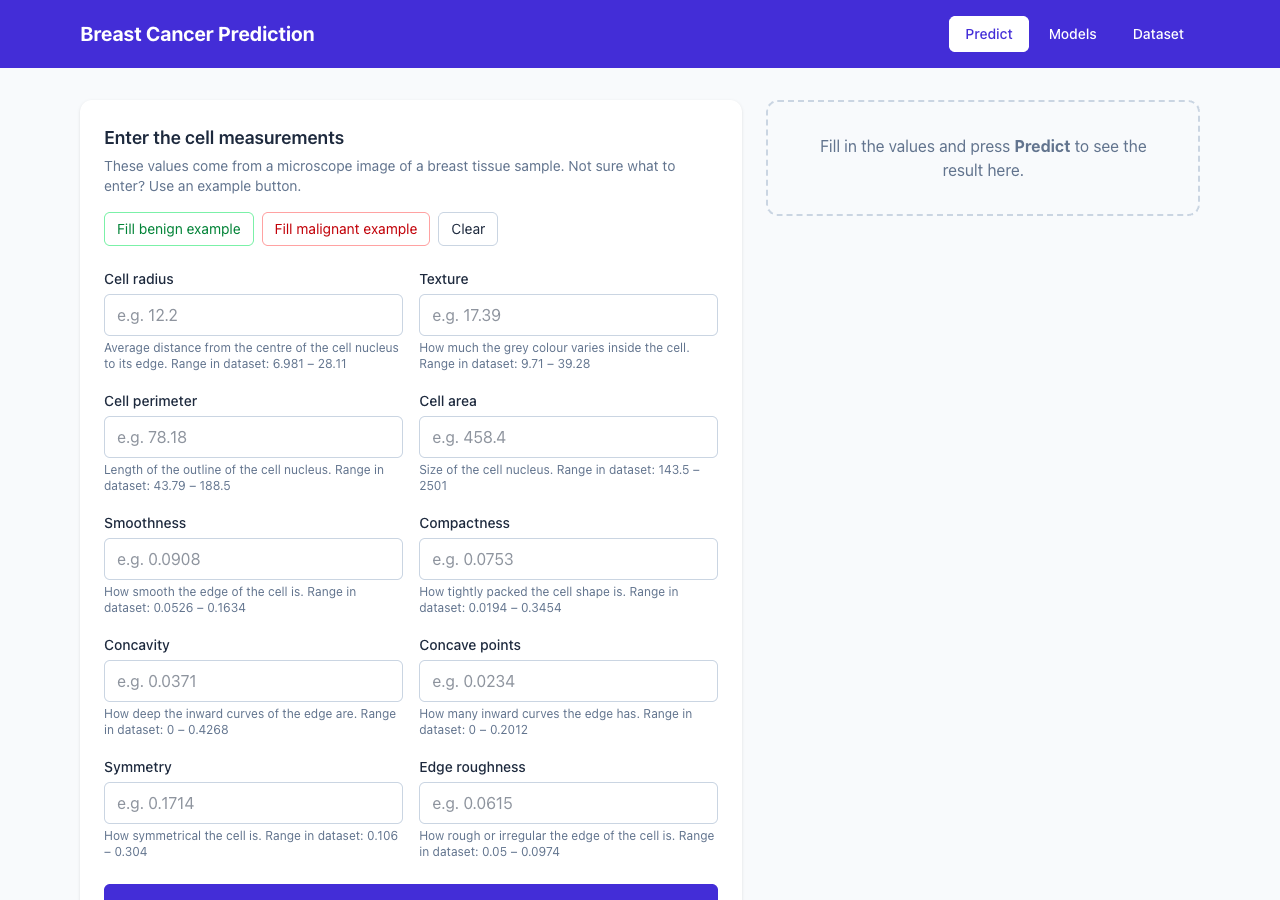 Breast Cancer Prediction
Predict
Models
Dataset
Enter the cell measurements
These values come from a microscope image of a breast tissue sample. Not sure what to
enter? Use an example button.
Fill benign example
Fill malignant example
Clear
Cell radius
e.g. 12.2
Average distance from the centre of the cell nucleus
to its edge. Range in dataset: 6.981 – 28.11
Texture
e.g. 17.39
How much the grey colour varies inside the cell.
Range in dataset: 9.71 – 39.28
Cell perimeter
e.g. 78.18
Length of the outline of the cell nucleus. Range in
dataset: 43.79 – 188.5
Cell area
e.g. 458.4
Size of the cell nucleus. Range in dataset: 143.5 –
2501
Smoothness
e.g. 0.0908
How smooth the edge of the cell is. Range in
dataset: 0.0526 – 0.1634
Compactness
e.g. 0.0753
How tightly packed the cell shape is. Range in
dataset: 0.0194 – 0.3454
Concavity
e.g. 0.0371
How deep the inward curves of the edge are. Range
in dataset: 0 – 0.4268
Concave points
e.g. 0.0234
How many inward curves the edge has. Range in
dataset: 0 – 0.2012
Symmetry
e.g. 0.1714
How symmetrical the cell is. Range in dataset: 0.106
– 0.304
Edge roughness
e.g. 0.0615
How rough or irregular the edge of the cell is. Range
in dataset: 0.05 – 0.0974
Fill in the values and press Predict to see the
result here.